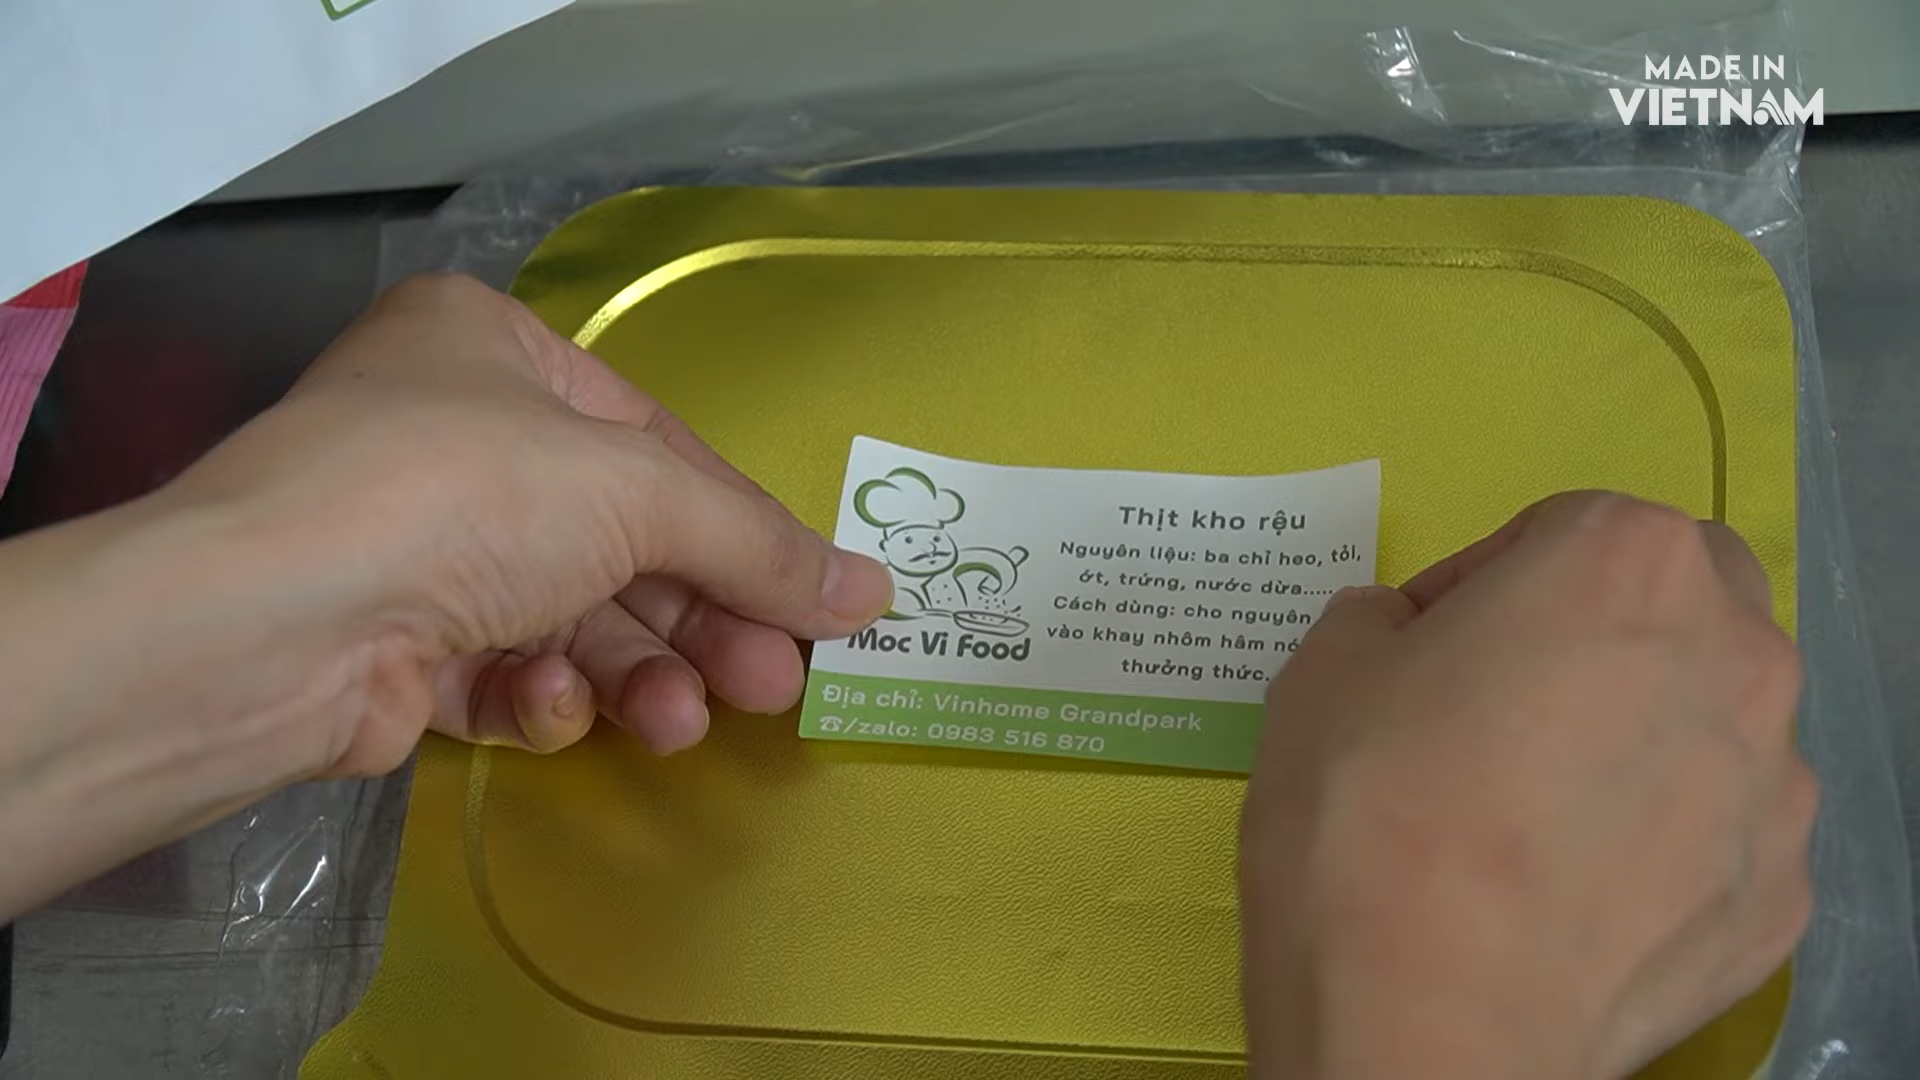 MADE IN
VIETNAM
Thịt kho rệu
Nguyên liệu: ba chỉ heo, tỏi,
ớt, trứng, nước dừa.....
Cách dùng: cho nguyên
vào khay nhôm hâm
thưởng thức.
Moc Vi Food
Địa chỉ: Vinhome Grandpark
☎/zalo: 0983 516 870